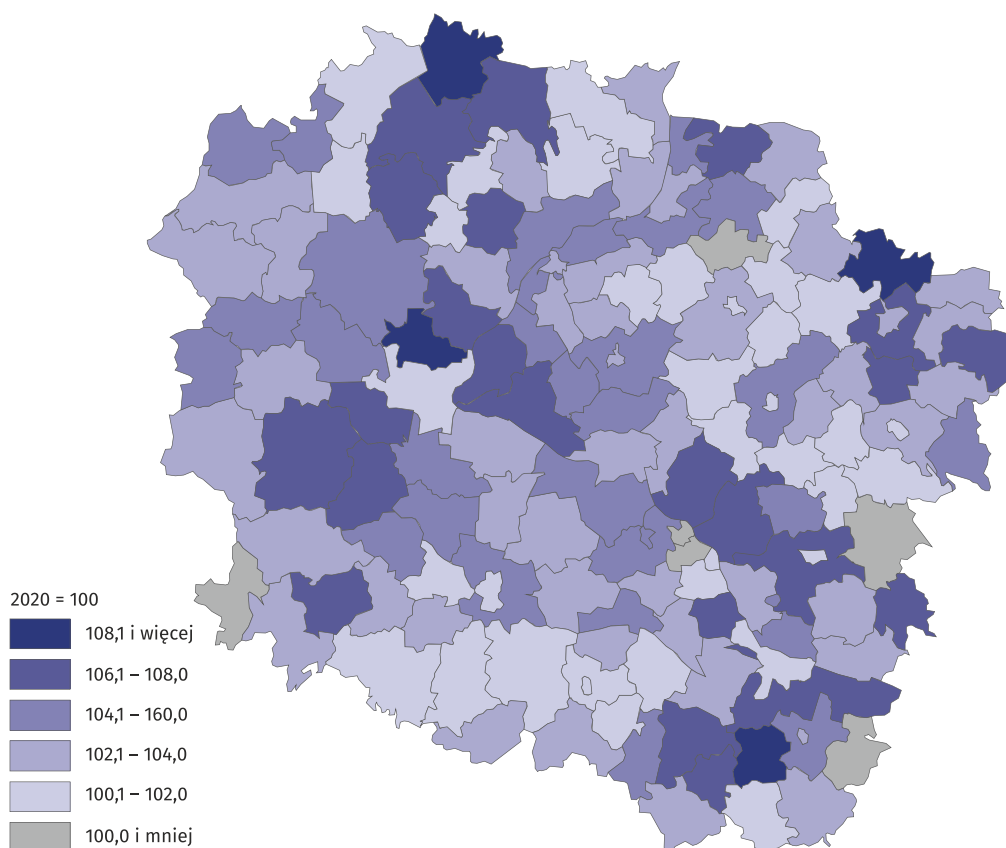 2020 = 100
108,1 i więcej
106,1 – 108,0
104,1 – 160,0
102,1 – 104,0
100,1 – 102,0
100,0 i mniej